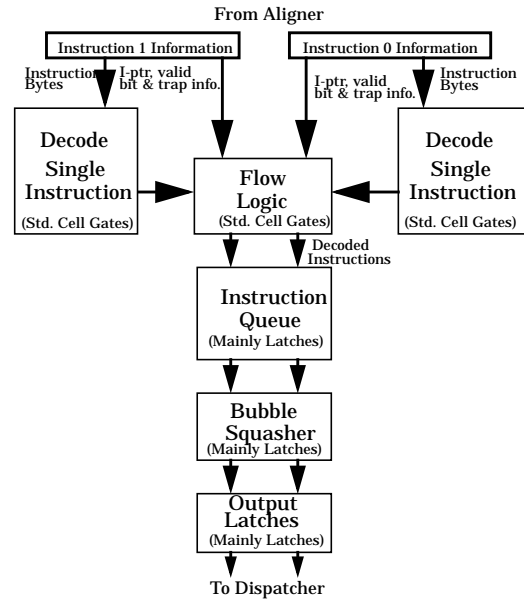 From Aligner
Instruction 1 Information
Instruction 0 Information
Instruction
Bytes
I-ptr, valid
bit & trap info.
I-ptr, valid
bit & trap info.
Instruction
Bytes
Decode
Single
Instruction
(Std. Cell Gates)
Flow
Logic
(Std. Cell Gates)
Decode
Single
Instruction
(Std. Cell Gates)
Decoded
Instructions
Instruction
Queue
(Mainly Latches)
Bubble
Squasher
(Mainly Latches)
Output
Latches
(Mainly Latches)
To Dispatcher